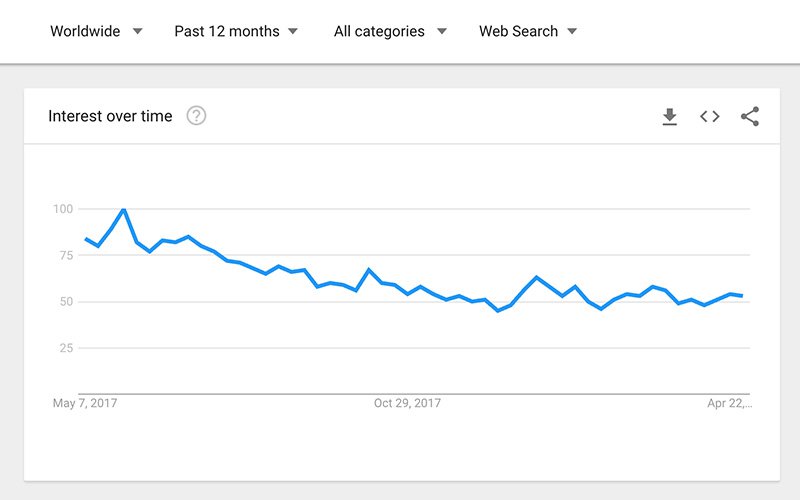 Worldwide Past 12 months All categories Web Search
Interest over time ?
100
75
50
25
May 7, 2017 Oct 29, 2017 Apr 22,...